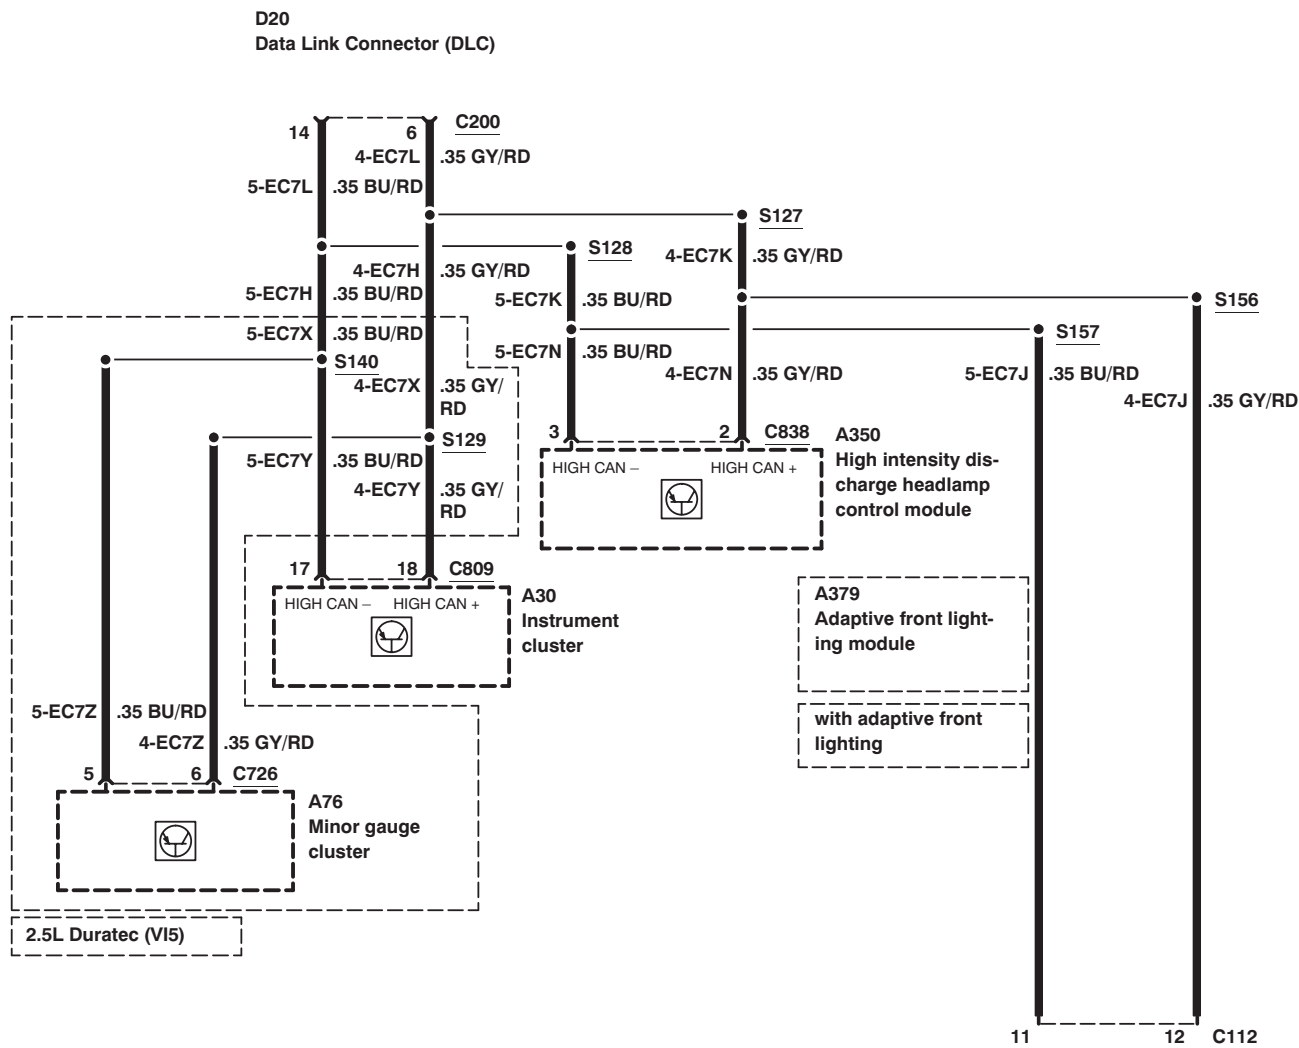 D20
Data Link Connector (DLC)
14
6
C200
4-EC7L .35 GY/RD
5-EC7L .35 BU/RD
S127
S128
4-EC7K .35 GY/RD
4-EC7H .35 GY/RD
5-EC7H .35 BU/RD
5-EC7K .35 BU/RD
S156
5-EC7X .35 BU/RD
S157
5-EC7N .35 BU/RD
S140
4-EC7X .35 GY/
RD
4-EC7N .35 GY/RD
5-EC7J .35 BU/RD
4-EC7J .35 GY/RD
3
2
C838
S129
5-EC7Y .35 BU/RD
4-EC7Y .35 GY/
RD
HIGH CAN –
HIGH CAN +
A350
High intensity dis-
charge headlamp
control module
17
18
C809
HIGH CAN –
HIGH CAN +
A30
Instrument
cluster
A379
Adaptive front light-
ing module
with adaptive front
lighting
5-EC7Z .35 BU/RD
4-EC7Z .35 GY/RD
5
6
C726
A76
Minor gauge
cluster
2.5L Duratec (VI5)
11
12
C112